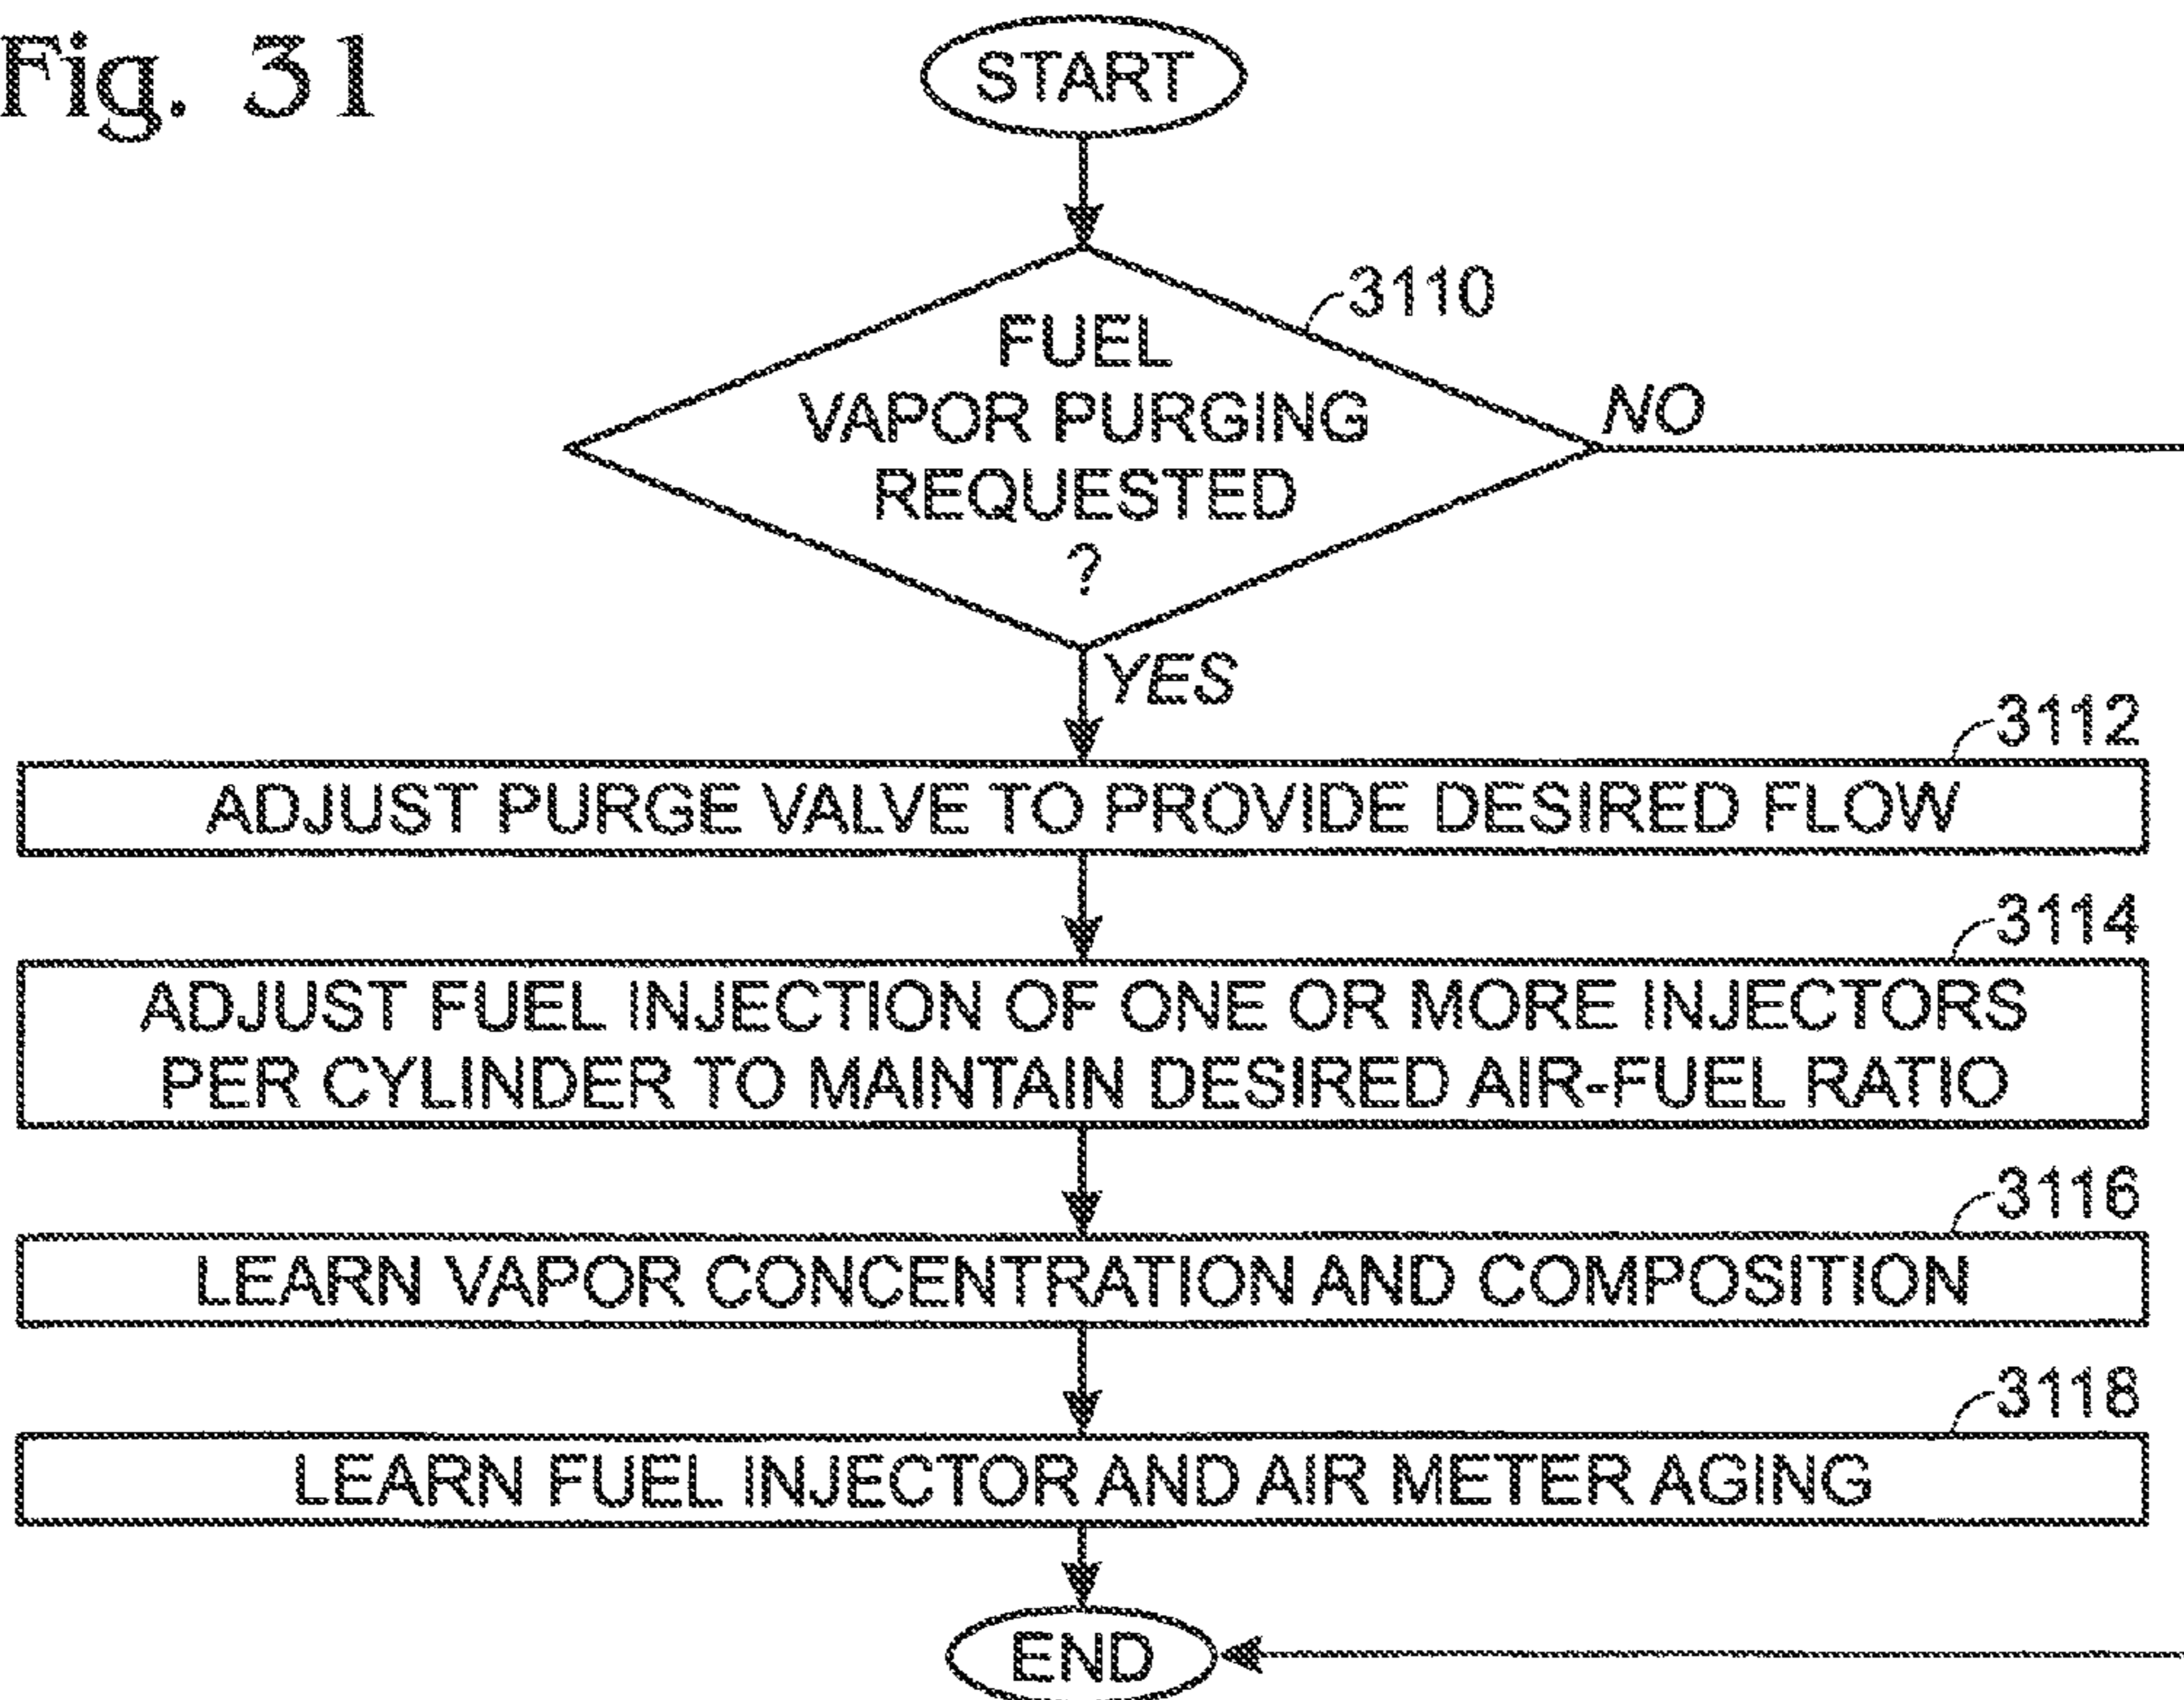 Fig. 31
START
3110
FUEL
VAPOR PURGING
REQUESTED
?
NO
YES
3112
ADJUST PURGE VALVE TO PROVIDE DESIRED FLOW
3114
ADJUST FUEL INJECTION OF ONE OR MORE INJECTORS
PER CYLINDER TO MAINTAIN DESIRED AIR-FUEL RATIO
3116
LEARN VAPOR CONCENTRATION AND COMPOSITION
3118
LEARN FUEL INJECTOR AND AIR METER AGING
END